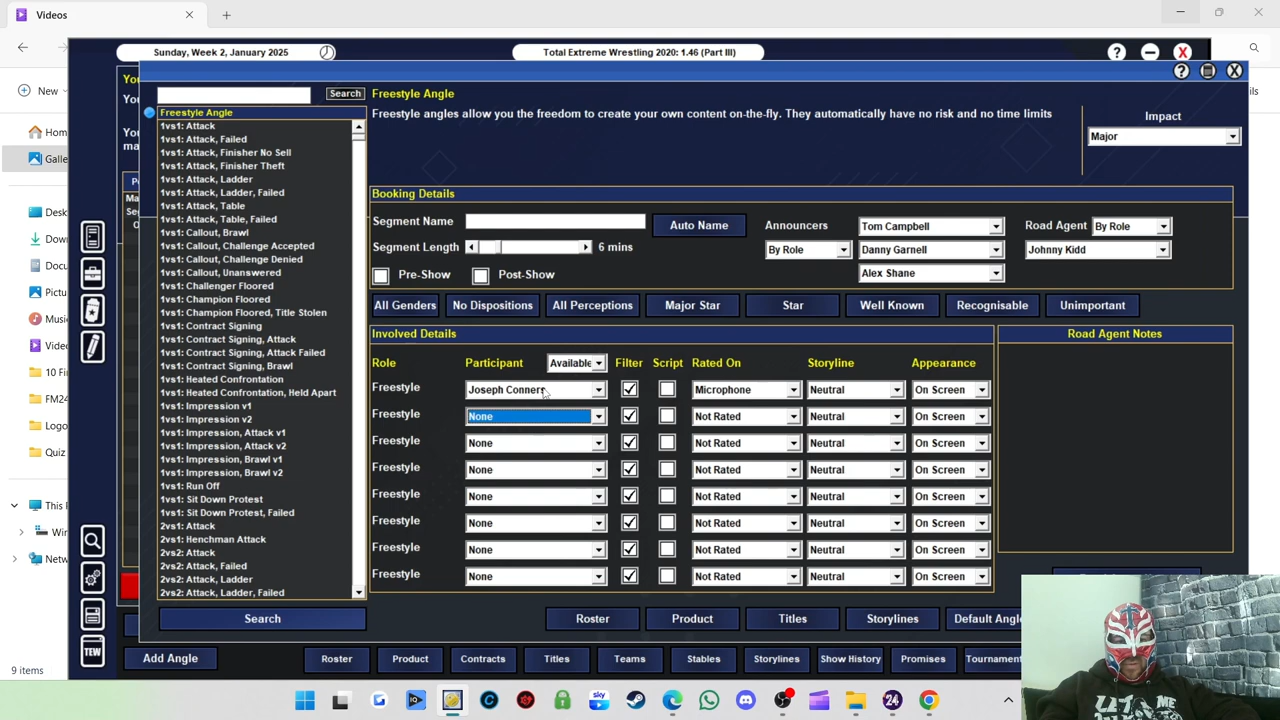 Videos
Sunday, Week 2, January 2025
Total Extreme Wrestling 2020: 1.46 (Part III)
New
Search
Freestyle Angle
Freestyle angles allow you the freedom to create your own content on-the-fly. They automatically have no risk and no time limits
Impact
Major
Freestyle Angle
1vs1: Attack
1vs1: Attack, Failed
1vs1: Attack, Finisher No Sell
1vs1: Attack, Finisher Theft
1vs1: Attack, Ladder
1vs1: Attack, Ladder, Failed
1vs1: Attack, Table
1vs1: Attack, Table, Failed
1vs1: Callout, Brawl
1vs1: Callout, Challenge Accepted
1vs1: Callout, Challenge Denied
1vs1: Callout, Unanswered
1vs1: Challenger Floored
1vs1: Champion Floored
1vs1: Champion Floored, Title Stolen
1vs1: Contract Signing
1vs1: Contract Signing, Attack
1vs1: Contract Signing, Attack Failed
1vs1: Contract Signing, Brawl
1vs1: Heated Confrontation
1vs1: Heated Confrontation, Held Apart
1vs1: Impression v1
1vs1: Impression v2
1vs1: Impression, Attack v1
1vs1: Impression, Attack v2
1vs1: Impression, Brawl v1
1vs1: Impression, Brawl v2
1vs1: Run Off
1vs1: Sit Down Protest
1vs1: Sit Down Protest, Failed
2vs1: Attack
2vs1: Henchman Attack
2vs2: Attack
2vs2: Attack, Failed
2vs2: Attack, Ladder
2vs2: Attack, Ladder, Failed
Search
Booking Details
Segment Name
Auto Name
Announcers
Tom Campbell
Road Agent
By Role
Segment Length
6 mins
By Role
Danny Garnell
Johnny Kidd
Pre-Show
Post-Show
Alex Shane
All Genders
No Dispositions
All Perceptions
Major Star
Star
Well Known
Recognisable
Unimportant
Involved Details
Road Agent Notes
Role Participant Available Filter Script Rated On Storyline Appearance
Freestyle Joseph Conners Microphone Neutral On Screen
Freestyle None Not Rated Neutral On Screen
Freestyle None Not Rated Neutral On Screen
Freestyle None Not Rated Neutral On Screen
Freestyle None Not Rated Neutral On Screen
Freestyle None Not Rated Neutral On Screen
Freestyle None Not Rated Neutral On Screen
Freestyle None Not Rated Neutral On Screen
Roster
Product
Titles
Storylines
Default Angle
Add Angle
Roster
Product
Contracts
Titles
Teams
Stables
Storylines
Show History
Promises
Tournament
9 items
TEW
sky
24
LET ME